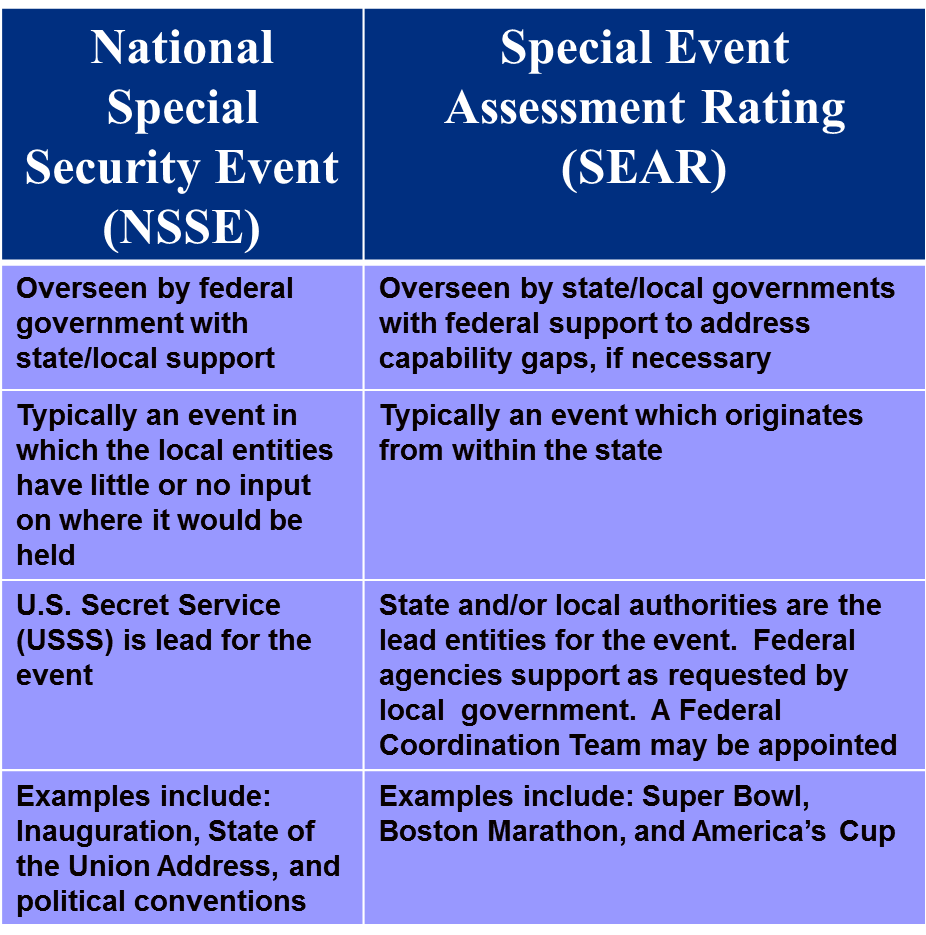 National
Special
Security Event
(NSSE)
Special Event
Assessment Rating
(SEAR)
Overseen by federal
government with
state/local support
Overseen by state/local governments
with federal support to address
capability gaps, if necessary
Typically an event in
which the local entities
have little or no input
on where it would be
held
Typically an event which originates
from within the state
U.S. Secret Service
(USSS) is lead for the
event
State and/or local authorities are the
lead entities for the event.  Federal
agencies support as requested by
local  government.  A Federal
Coordination Team may be appointed
Examples include:
Inauguration, State of
the Union Address, and
political conventions
Examples include: Super Bowl,
Boston Marathon, and America’s Cup